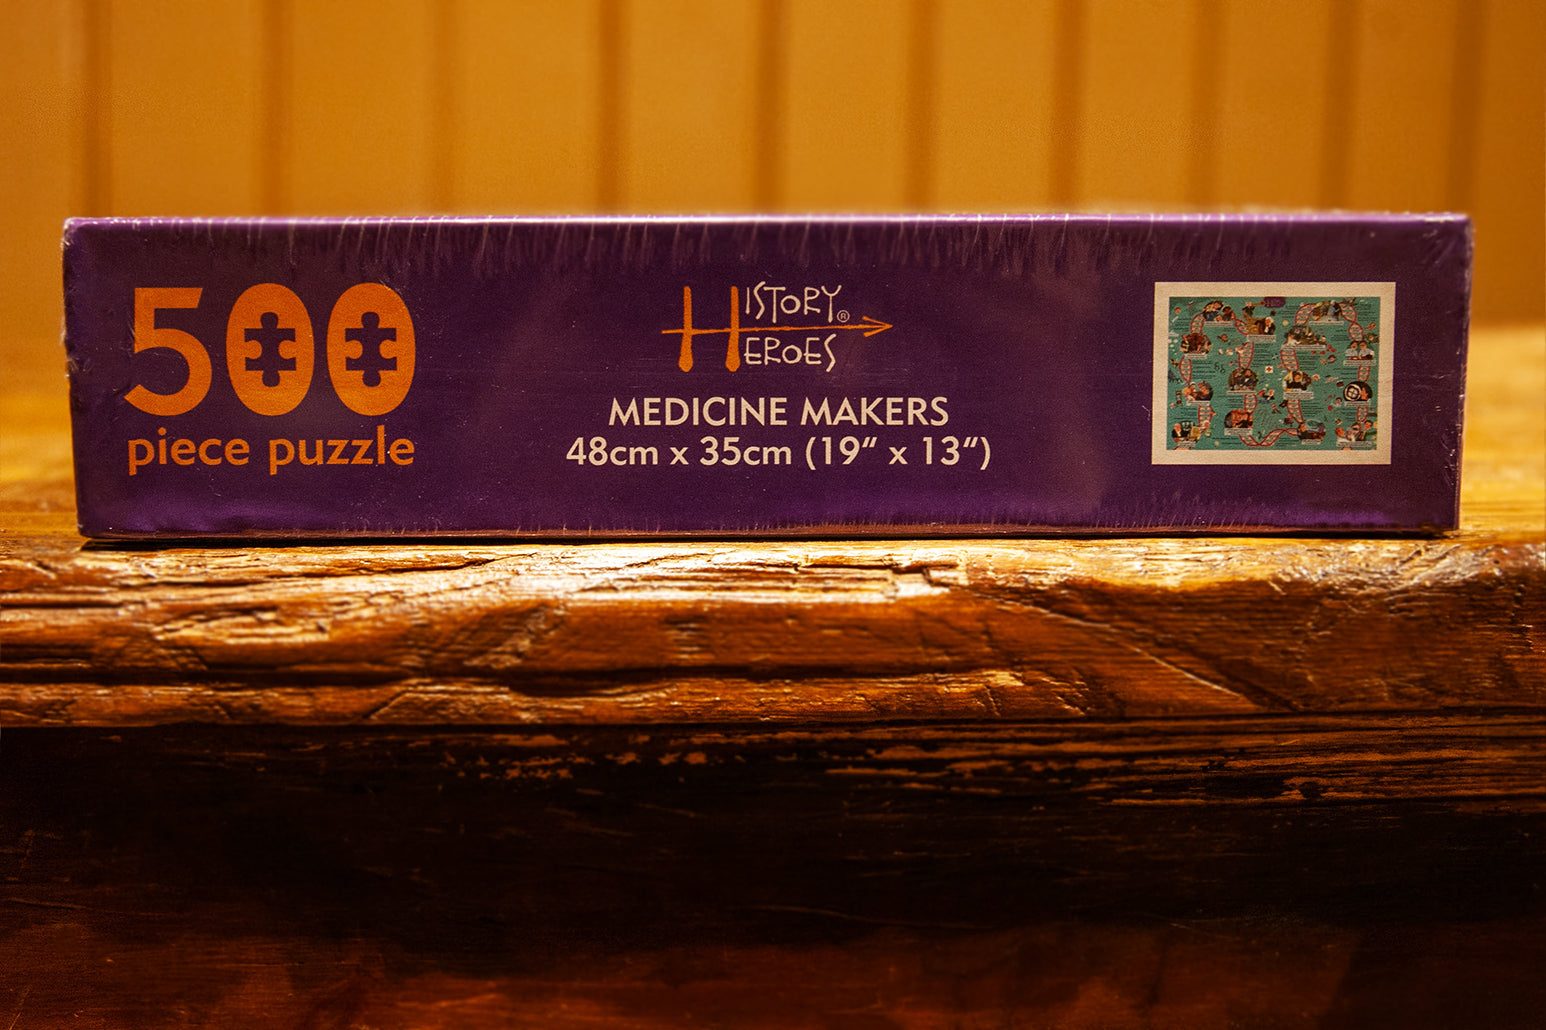 500
piece puzzle
HISTORY®
HEROES
MEDICINE MAKERS
48cm x 35cm (19" x 13")